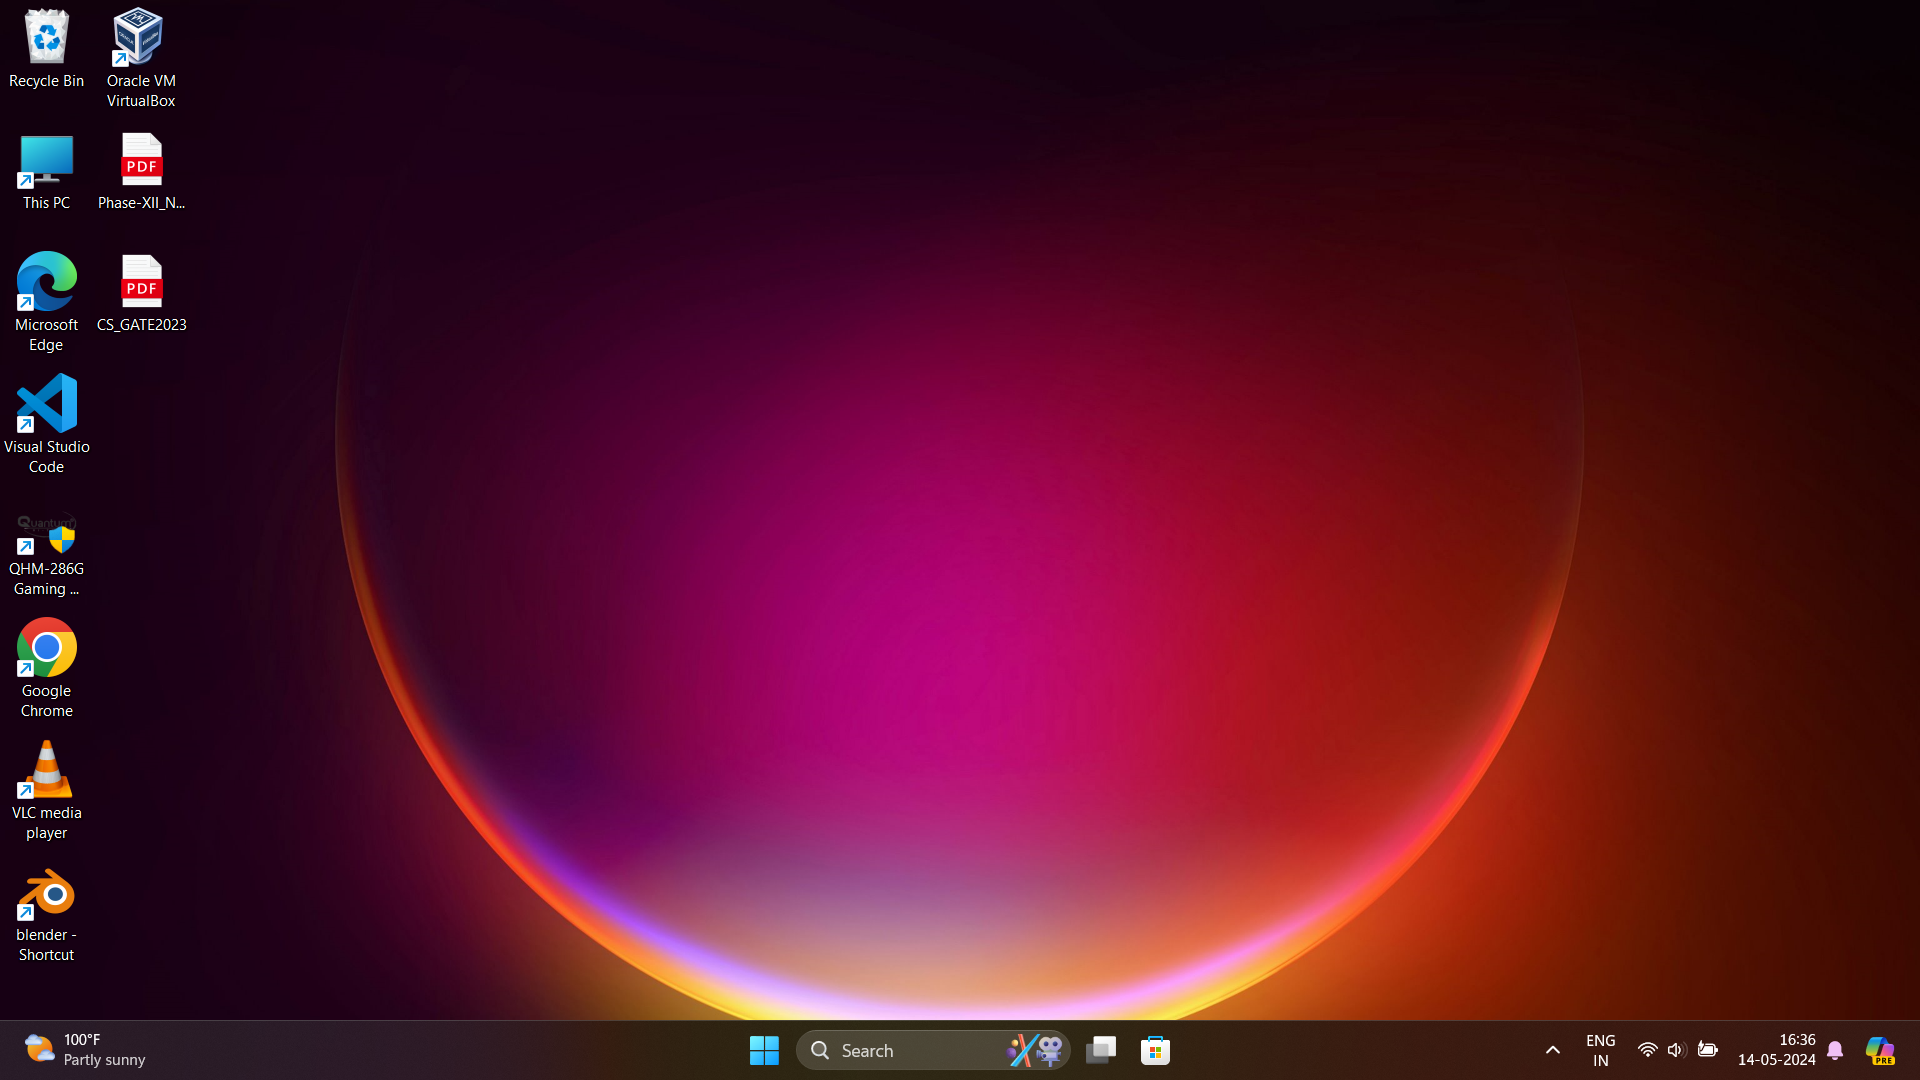 Recycle Bin
Oracle VM
VirtualBox
This PC
PDF
Phase-XII_N...
Microsoft
Edge
PDF
CS_GATE2023
Visual Studio
Code
Quantum
QHM-286G
Gaming ...
Google
Chrome
VLC media
player
blender -
Shortcut
100°F
Partly sunny
Search
ENG
IN
16:36
14-05-2024
PRE